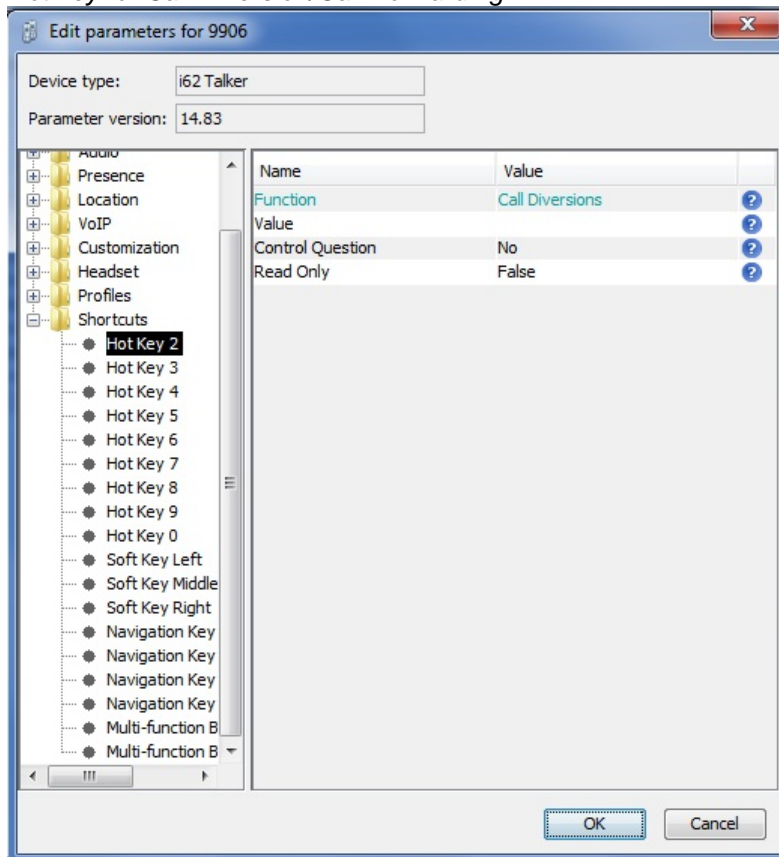 Edit parameters for 9906
Device type: i62 Talker
Parameter version: 14.83
Audio
Presence
Location
VoIP
Customization
Headset
Profiles
Shortcuts
Hot Key 2
Hot Key 3
Hot Key 4
Hot Key 5
Hot Key 6
Hot Key 7
Hot Key 8
Hot Key 9
Hot Key 0
Soft Key Left
Soft Key Middle
Soft Key Right
Navigation Key
Navigation Key
Navigation Key
Navigation Key
Multi-function B
Multi-function B
Name Value
Function Call Diversions
Value
Control Question No
Read Only False
OK Cancel